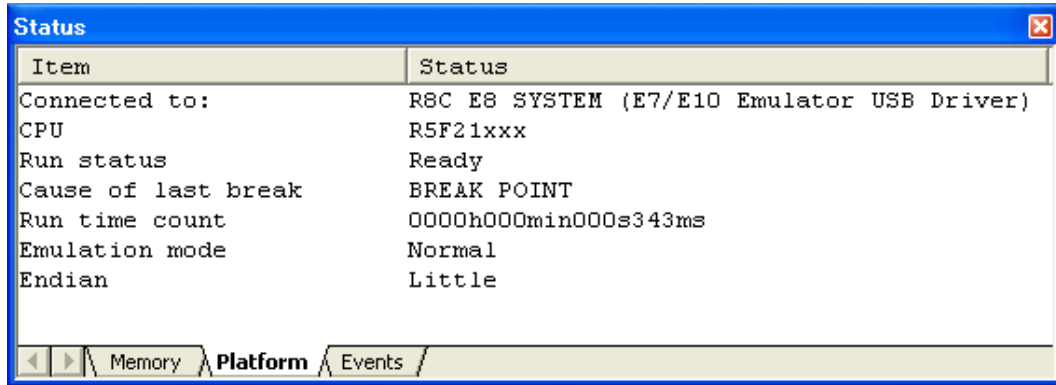 Status
Item Status
Connected to: R8C E8 SYSTEM (E7/E10 Emulator USB Driver)
CPU R5F21xxx
Run status Ready
Cause of last break BREAK POINT
Run time count 0000h000min000s343ms
Emulation mode Normal
Endian Little
Memory Platform Events